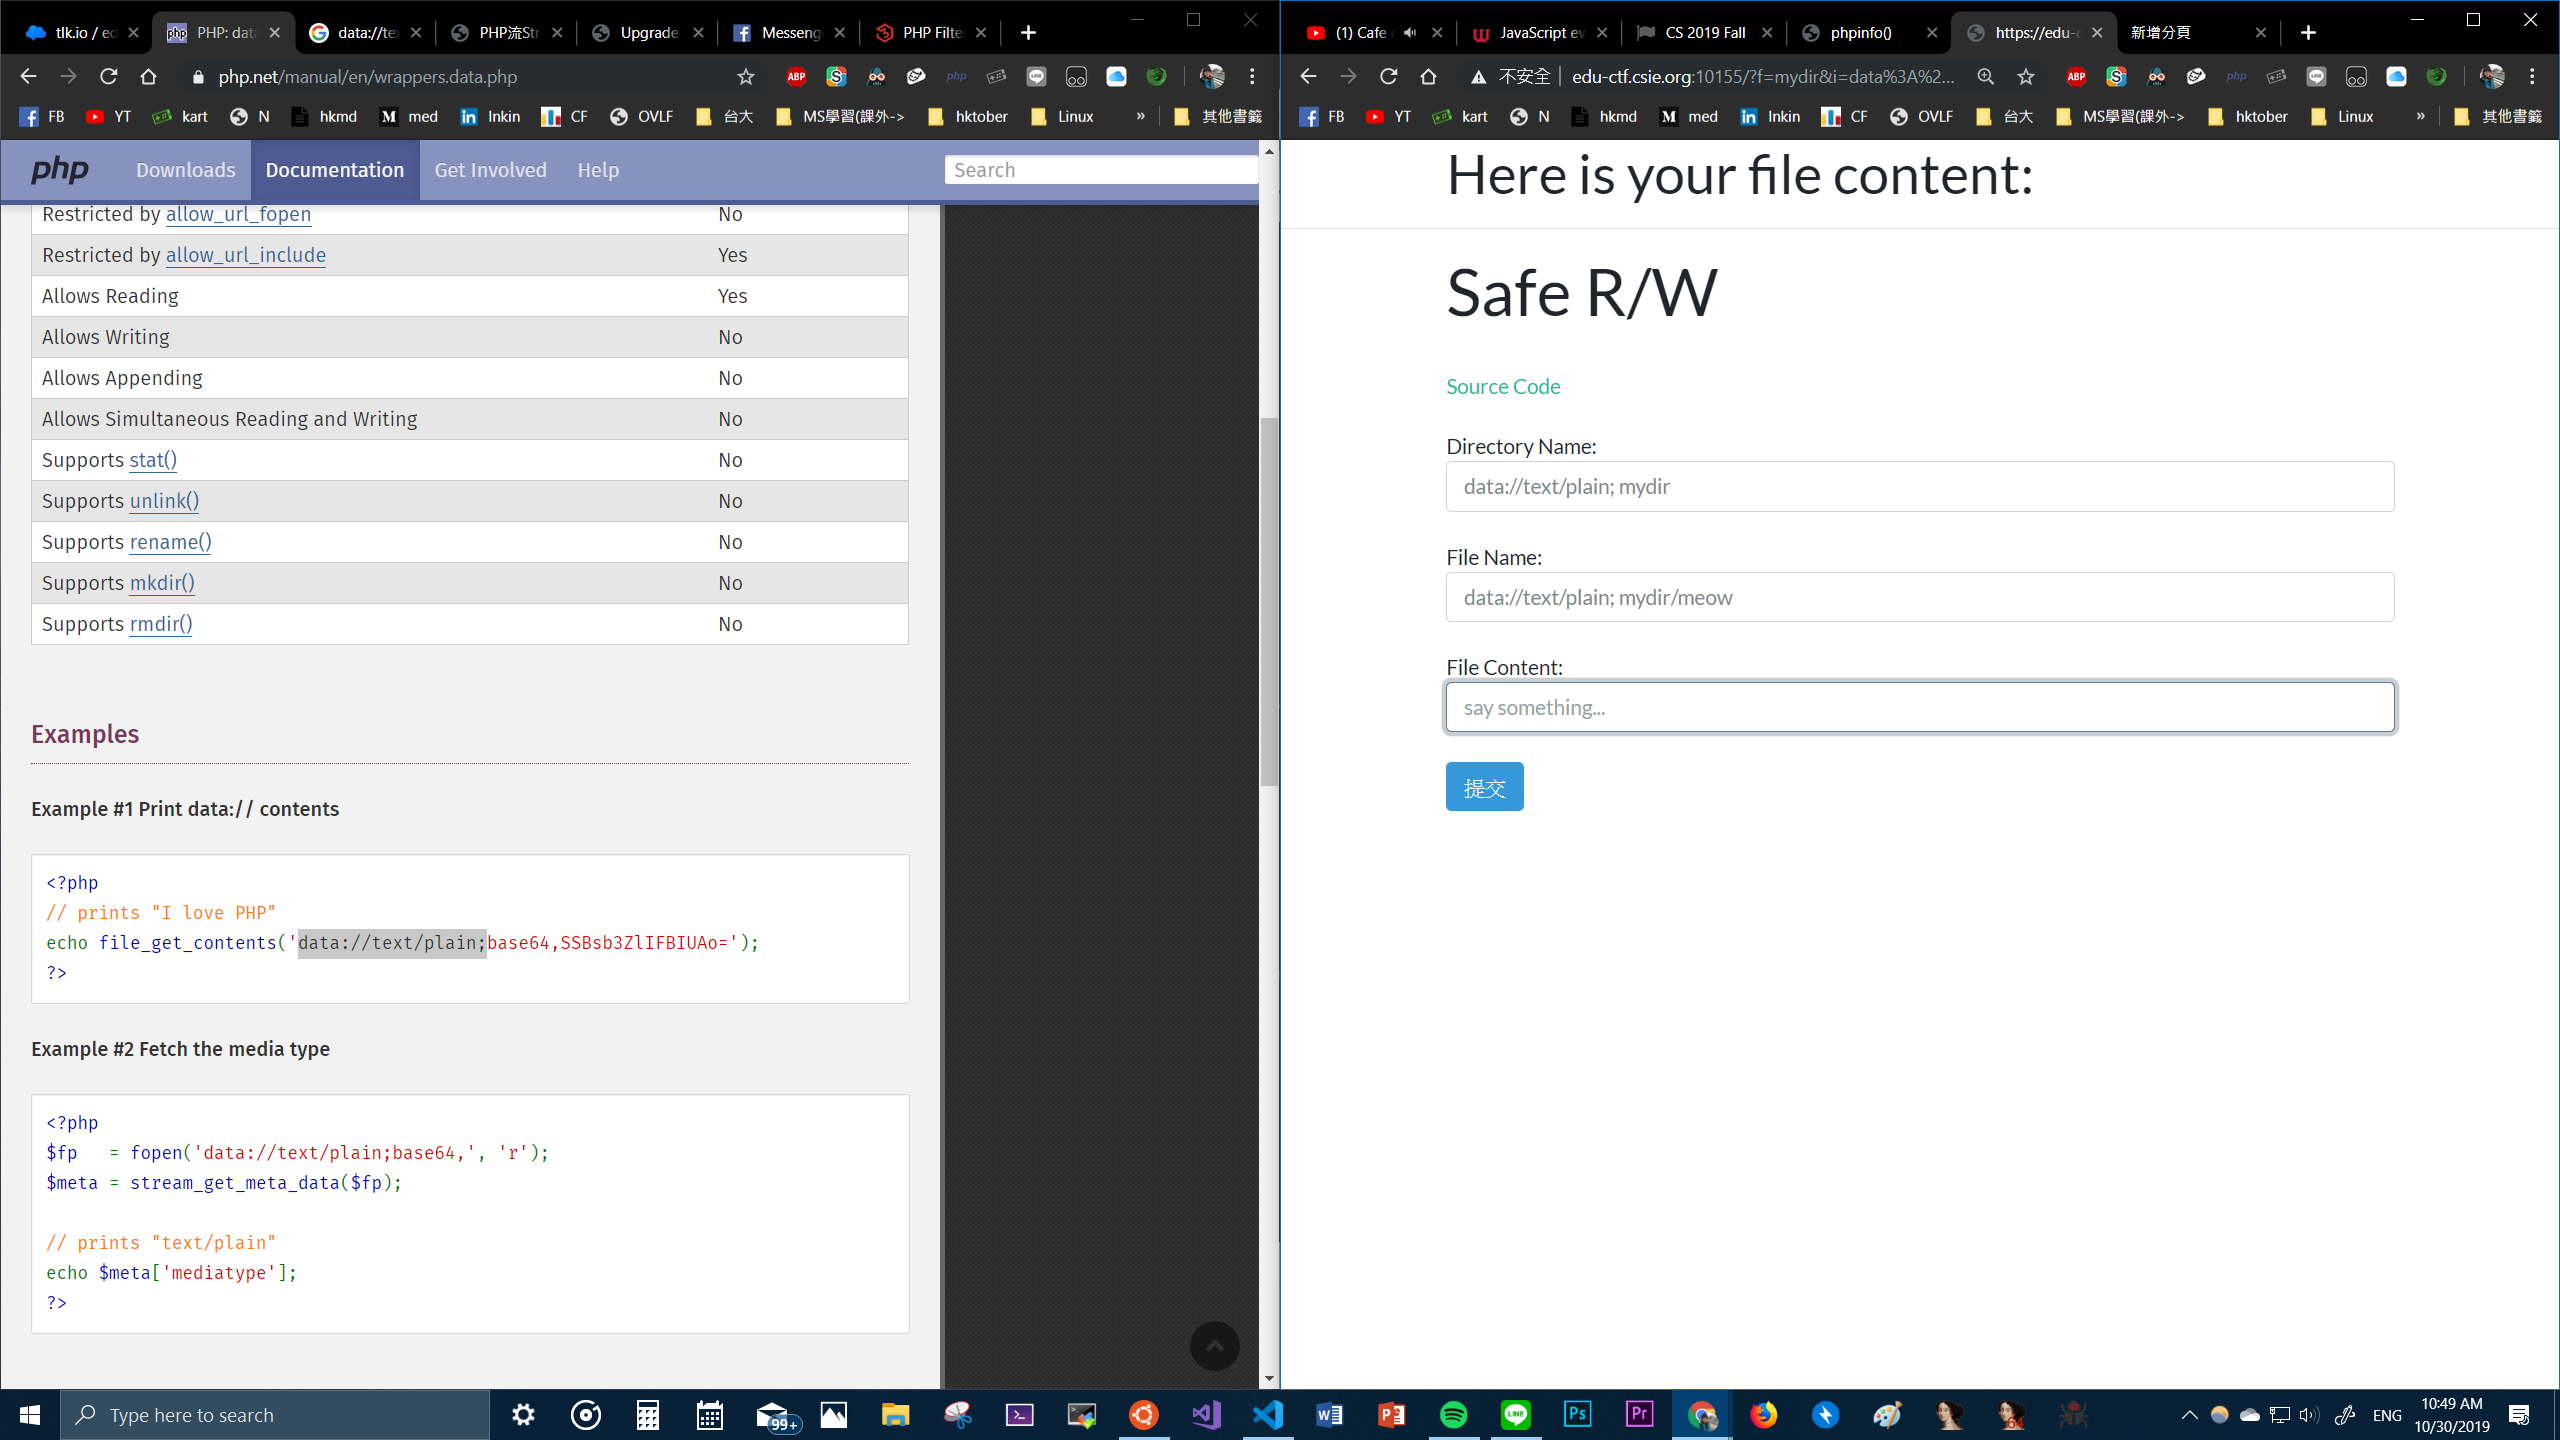 tlk.io / ed
PHP: data
data://tex
PHP流Str
Upgrade
Messeng
PHP Filte
php.net/manual/en/wrappers.data.php
FB
YT
kart
N
hkmd
med
lnkin
CF
OVLF
台大
MS學習(課外->
hktober
Linux
»
其他書籤
php
Downloads
Documentation
Get Involved
Help
Search
Restricted by allow_url_fopen No
Restricted by allow_url_include Yes
Allows Reading Yes
Allows Writing No
Allows Appending No
Allows Simultaneous Reading and Writing No
Supports stat() No
Supports unlink() No
Supports rename() No
Supports mkdir() No
Supports rmdir() No
Examples
Example #1 Print data:// contents
<?php
// prints "I love PHP"
echo file_get_contents('data://text/plain;base64,SSBsb3ZlIFBIUAo=');
?>
Example #2 Fetch the media type
<?php
$fp   = fopen('data://text/plain;base64,', 'r');
$meta = stream_get_meta_data($fp);
// prints "text/plain"
echo $meta['mediatype'];
?>
(1) Cafe
JavaScript ev
CS 2019 Fall
phpinfo()
https://edu-c
新增分頁
不安全
edu-ctf.csie.org:10155/?f=mydir&i=data%3A%2...
ABP
FB
YT
kart
N
hkmd
med
lnkin
CF
OVLF
台大
MS學習(課外->
hktober
Linux
»
其他書籤
Here is your file content:
Safe R/W
Source Code
Directory Name:
data://text/plain; mydir
File Name:
data://text/plain; mydir/meow
File Content:
say something...
提交
Type here to search
99+
ENG
10:49 AM
10/30/2019